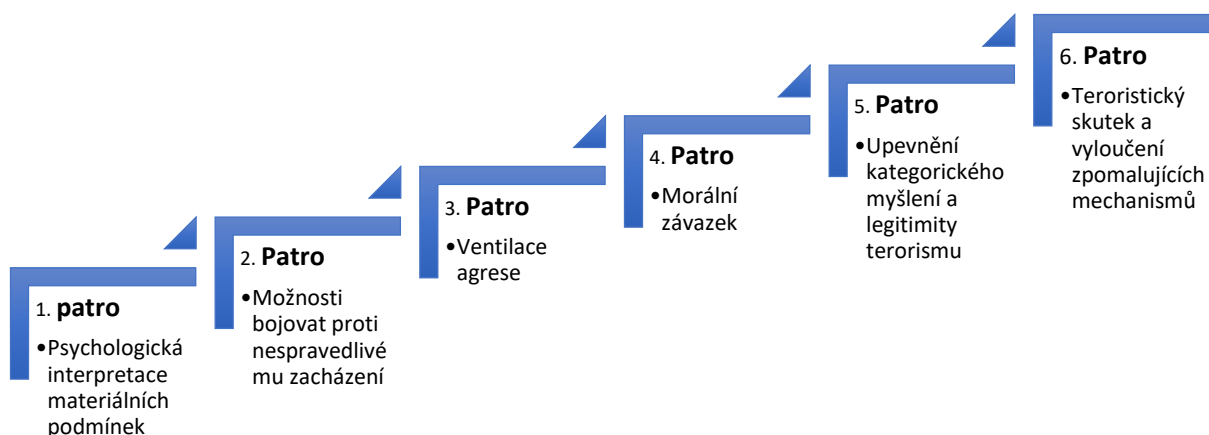 1. patro
•Psychologická
interpretace
materiálních
podmínek
2. Patro
•Možnosti
bojovat proti
nespravedlivé
mu zacházení
3. Patro
•Ventilace
agrese
4. Patro
•Morální
závazek
5. Patro
•Upevnění
kategorického
myšlení a
legitimity
terorismu
6. Patro
•Teroristický
skutek a
vyloučení
zpomalujících
mechanismů